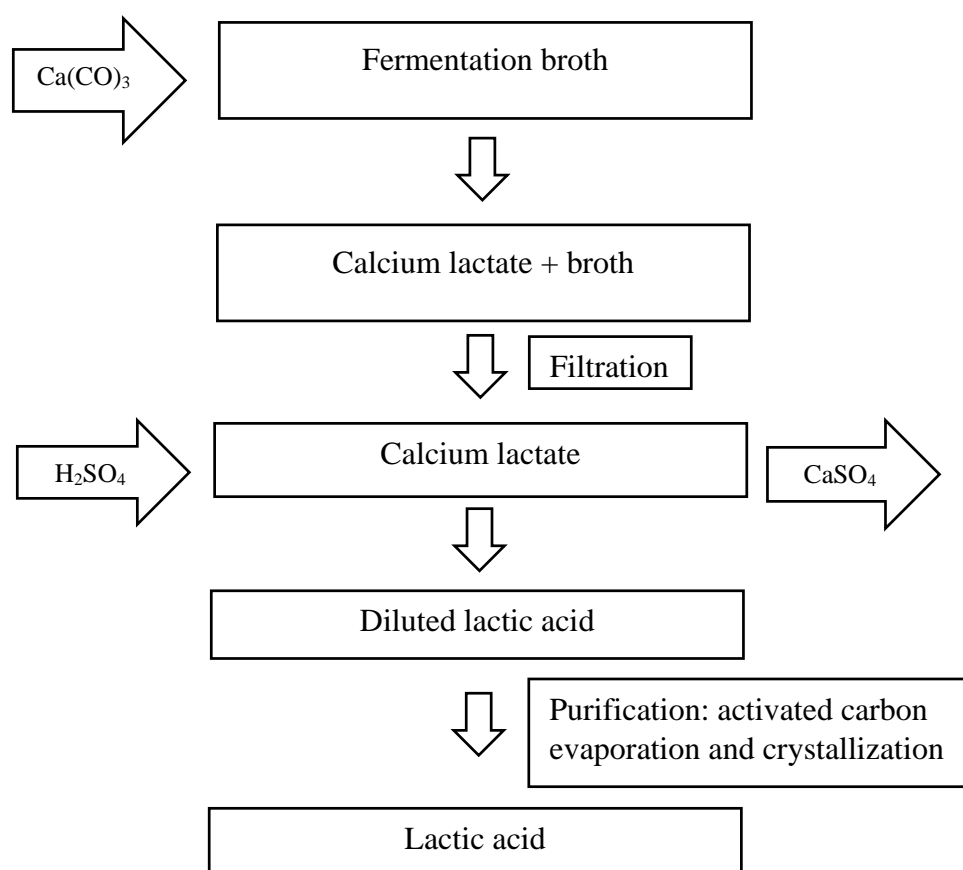 Fermentation broth
Ca(CO)₃
Calcium lactate + broth
Filtration
Calcium lactate
H₂SO₄
CaSO₄
Diluted lactic acid
Purification: activated carbon
evaporation and crystallization
Lactic acid